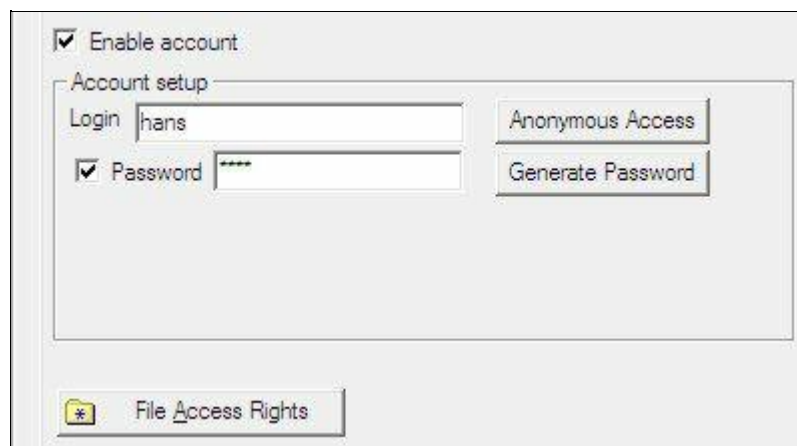 Enable account
Account setup
Login hans Anonymous Access
Password **** Generate Password
File Access Rights